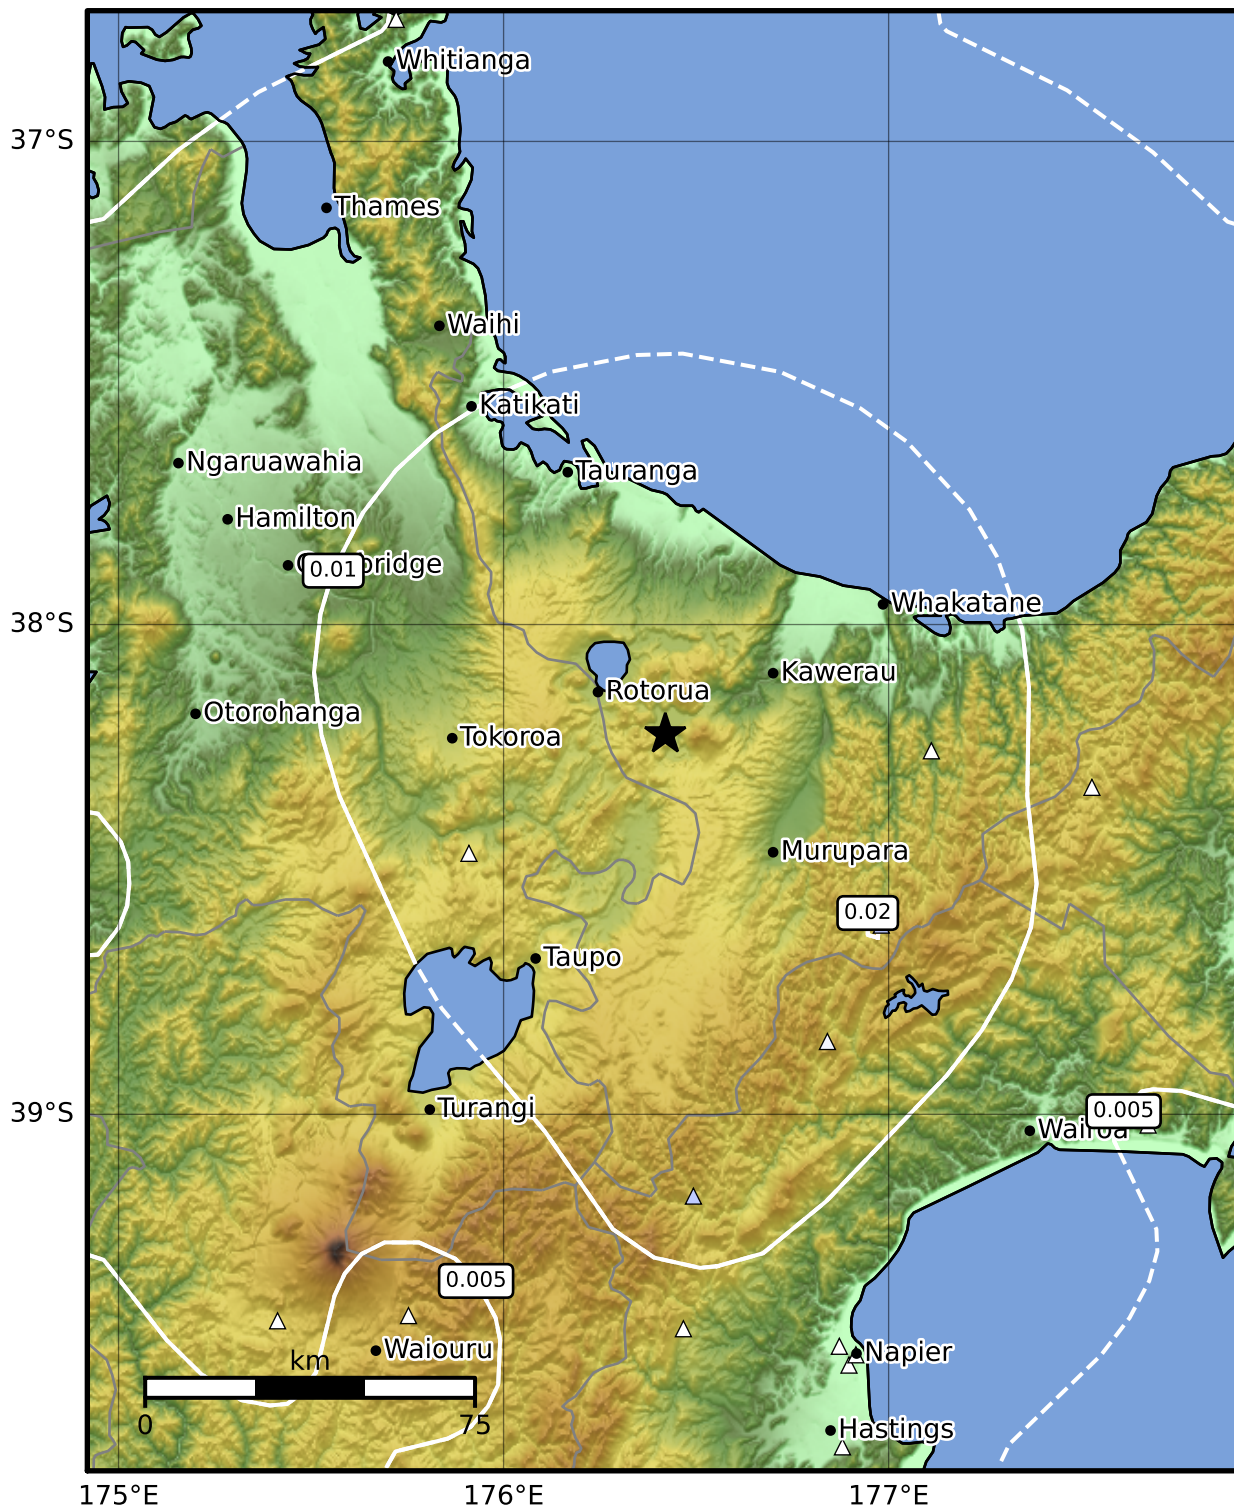 Whitianga
37°S
Thames
Waihi
Katikati
Ngaruawahia
Tauranga
Hamilton
0.01
Whakatane
38°S
Kawerau
Rotorua
Otorohanga
Tokoroa
Murupara
0.02
Taupo
39°S
Turangi
0.005
Wairoa
0.005
Waiouru
Napier
km
0
75
Hastings
175°E
176°E
177°E